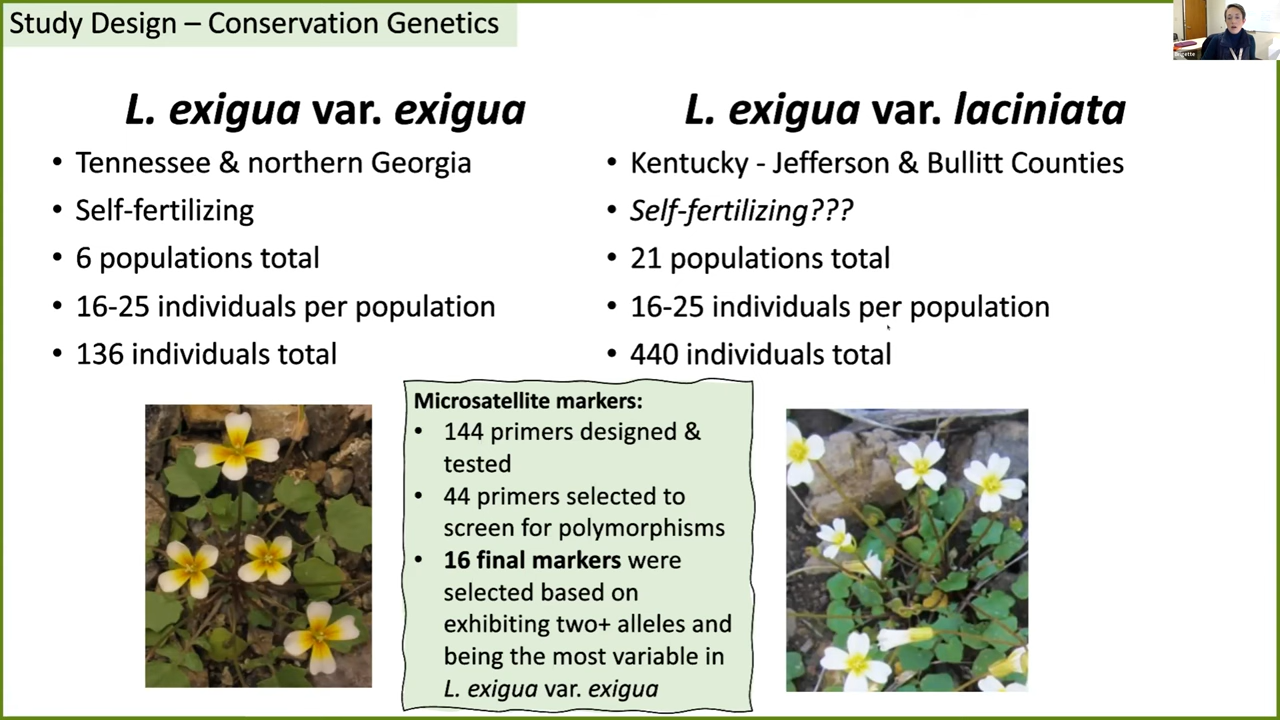 Study Design – Conservation Genetics
L. exigua var. exigua
• Tennessee & northern Georgia
• Self-fertilizing
• 6 populations total
• 16-25 individuals per population
• 136 individuals total
L. exigua var. laciniata
• Kentucky - Jefferson & Bullitt Counties
• Self-fertilizing???
• 21 populations total
• 16-25 individuals per population
• 440 individuals total
Microsatellite markers:
• 144 primers designed &
tested
• 44 primers selected to
screen for polymorphisms
• 16 final markers were
selected based on
exhibiting two+ alleles and
being the most variable in
L. exigua var. exigua